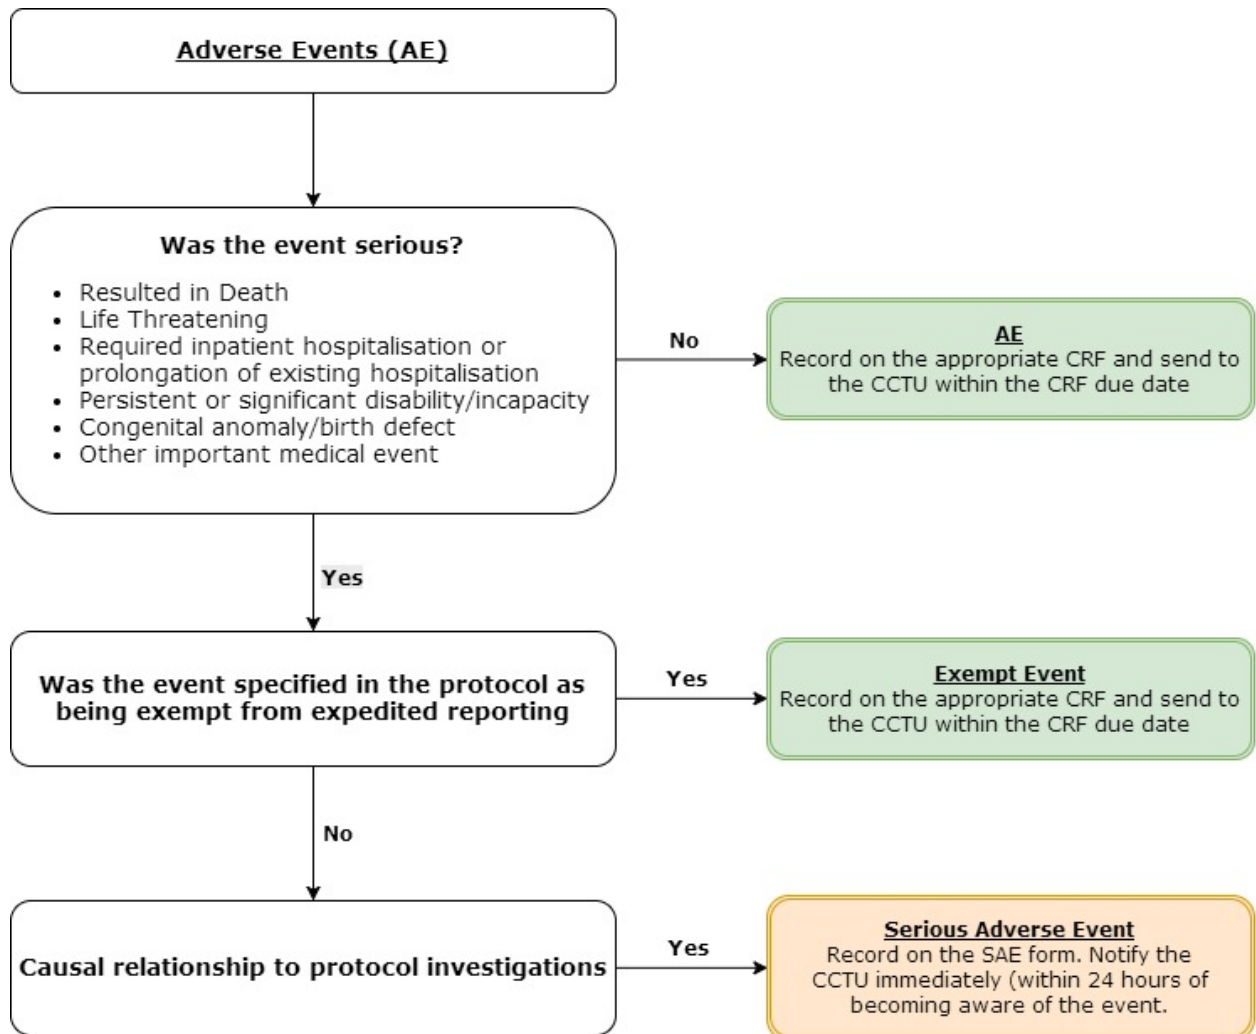 Adverse Events (AE)
Was the event serious?
• Resulted in Death
• Life Threatening
• Required inpatient hospitalisation or
prolongation of existing hospitalisation
• Persistent or significant disability/incapacity
• Congenital anomaly/birth defect
• Other important medical event
No
AE
Record on the appropriate CRF and send to
the CCTU within the CRF due date
Yes
Was the event specified in the protocol as
being exempt from expedited reporting
Yes
Exempt Event
Record on the appropriate CRF and send to
the CCTU within the CRF due date
No
Causal relationship to protocol investigations
Yes
Serious Adverse Event
Record on the SAE form. Notify the
CCTU immediately (within 24 hours of
becoming aware of the event.